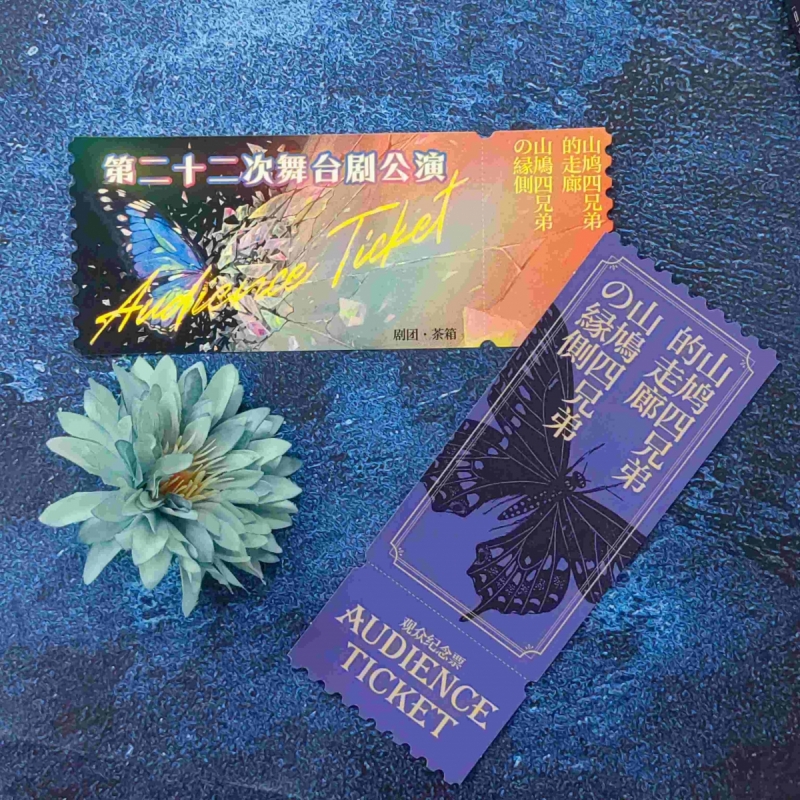 第二十二次舞台剧公演
Audience Ticket
剧团·茶箱
山鳩四兄弟
的走廊
山鳩四兄弟
の縁側
山鳩四兄弟
的走廊
山鳩四兄弟
の縁側
观众纪念票
AUDIENCE
TICKET